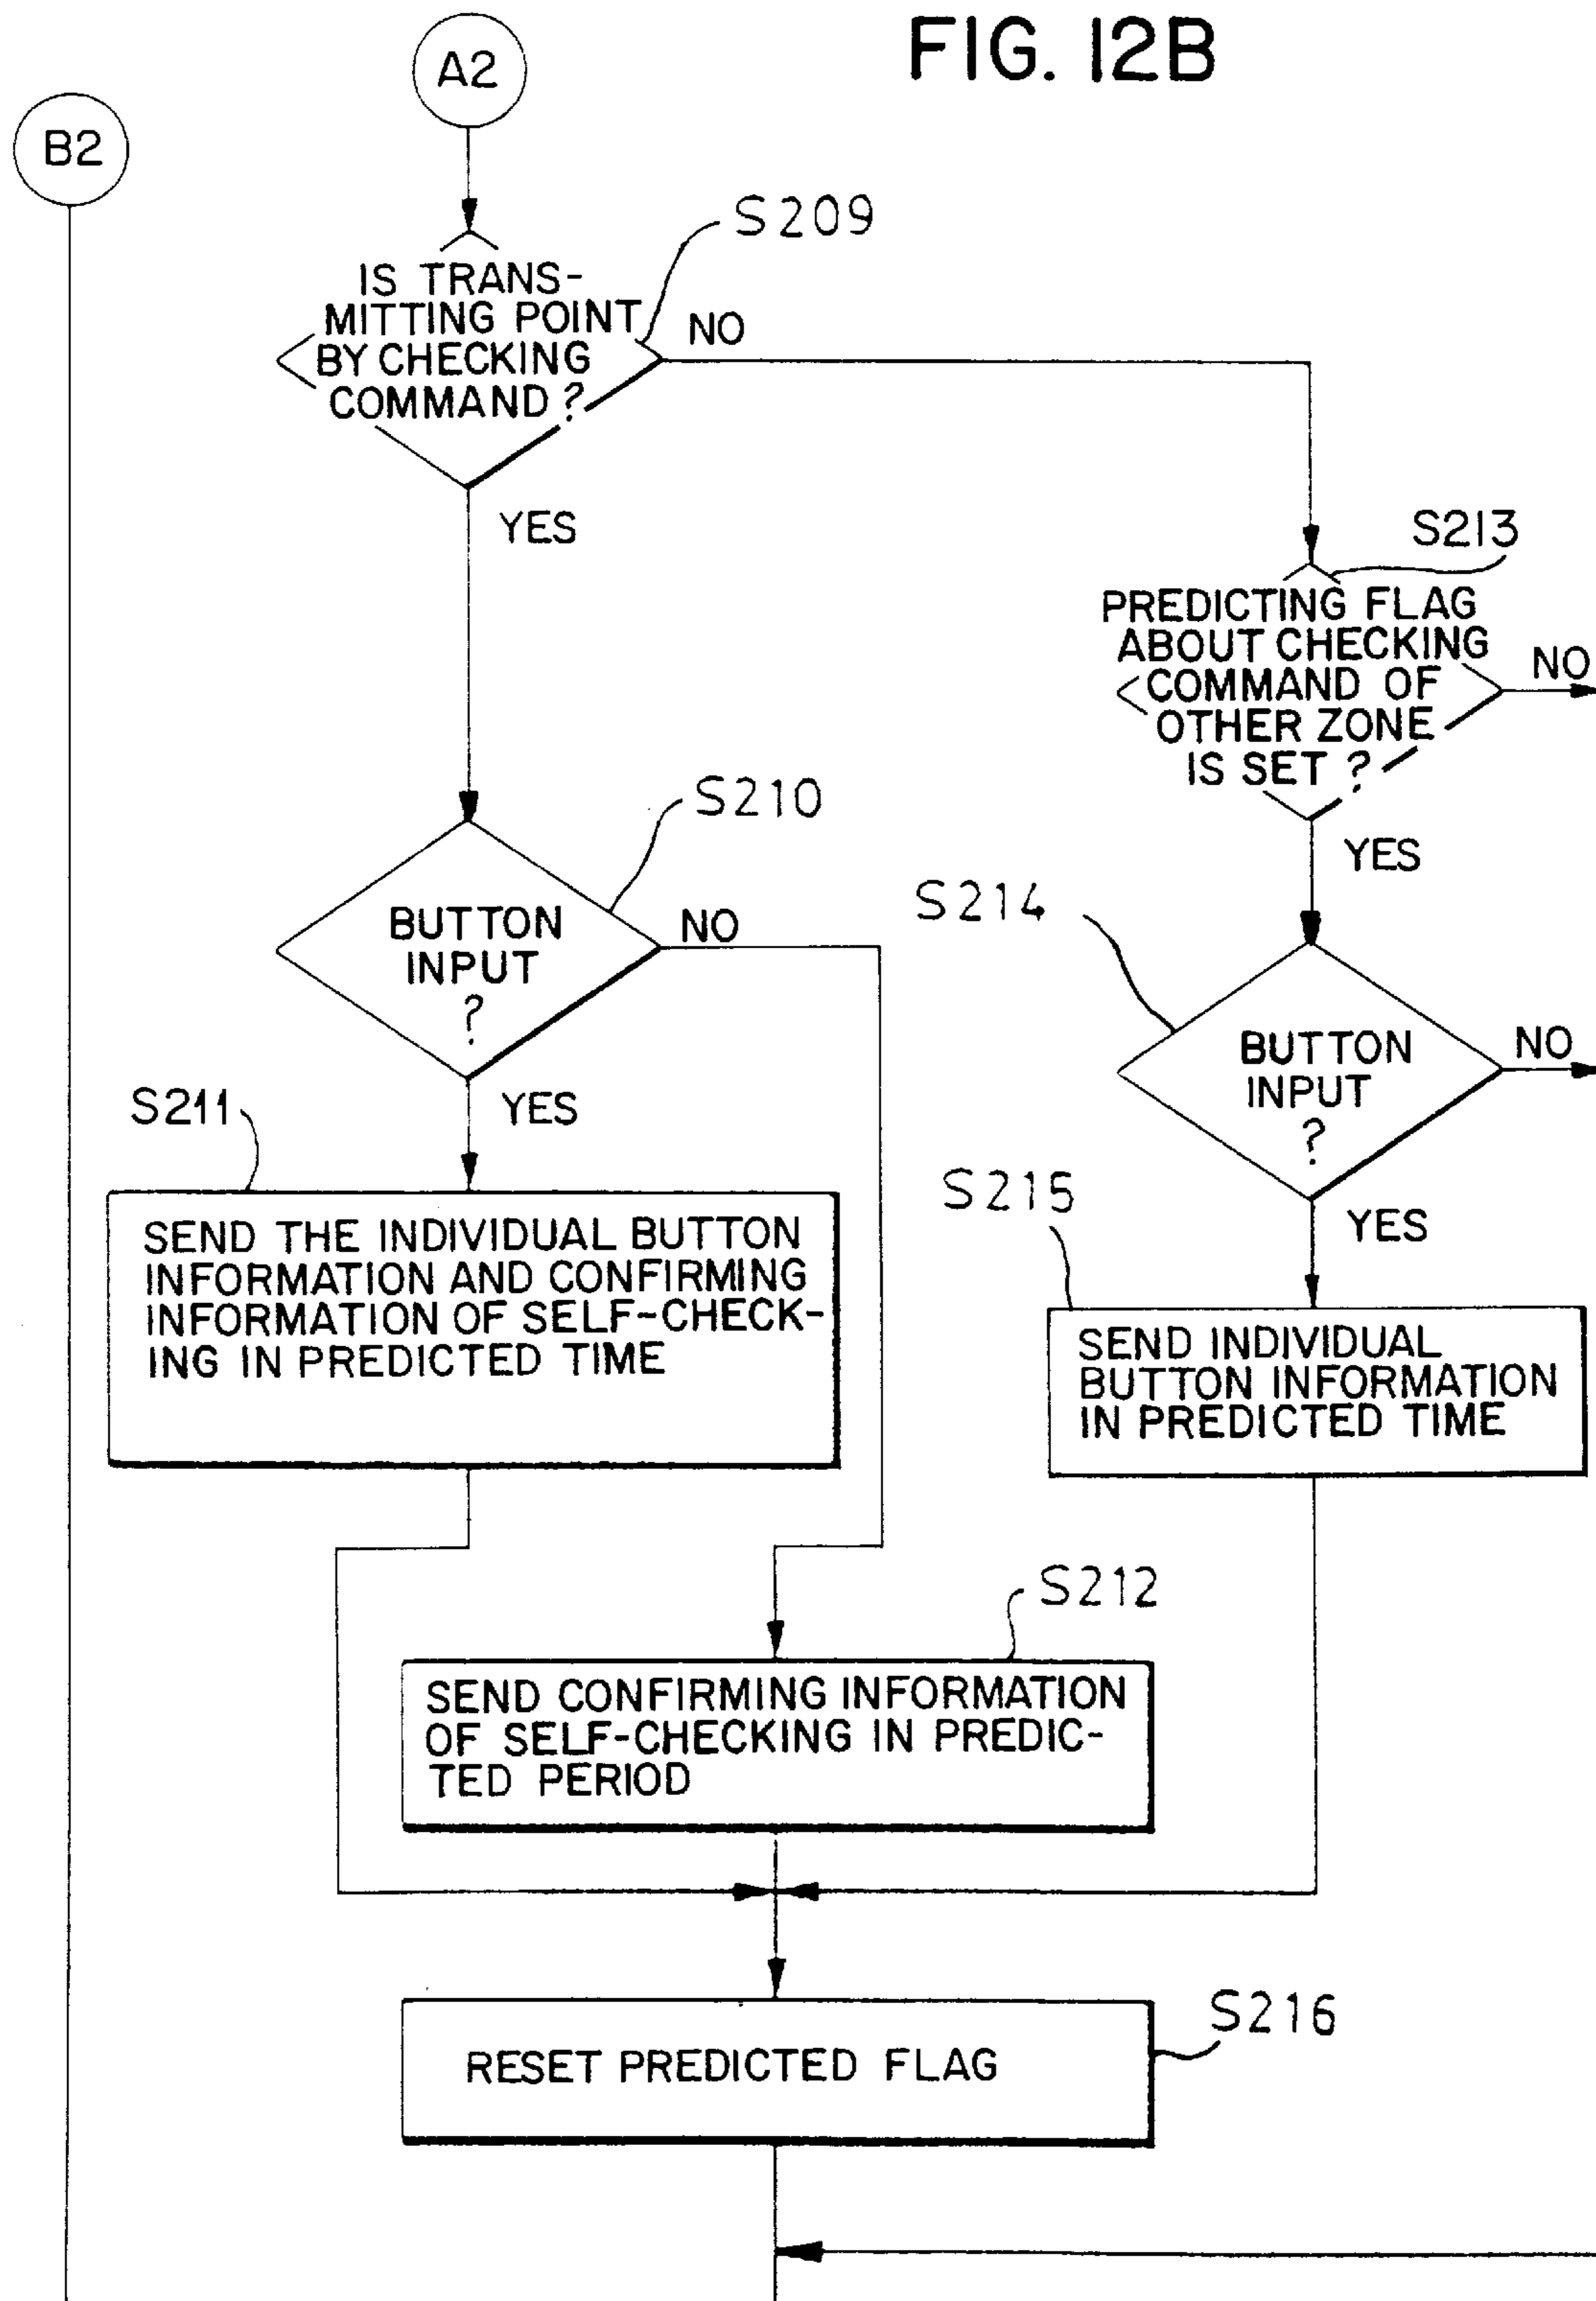 FIG. 12B
A2
B2
S209
IS TRANS-
MITTING POINT
BY CHECKING
COMMAND ?
NO
YES
S213
PREDICTING FLAG
ABOUT CHECKING
COMMAND OF
OTHER ZONE
IS SET ?
NO
YES
S210
BUTTON
INPUT
?
NO
YES
S214
BUTTON
INPUT
?
NO
YES
S211
SEND THE INDIVIDUAL BUTTON
INFORMATION AND CONFIRMING
INFORMATION OF SELF-CHECK-
ING IN PREDICTED TIME
S215
SEND INDIVIDUAL
BUTTON INFORMATION
IN PREDICTED TIME
S212
SEND CONFIRMING INFORMATION
OF SELF-CHECKING IN PREDIC-
TED PERIOD
S216
RESET PREDICTED FLAG